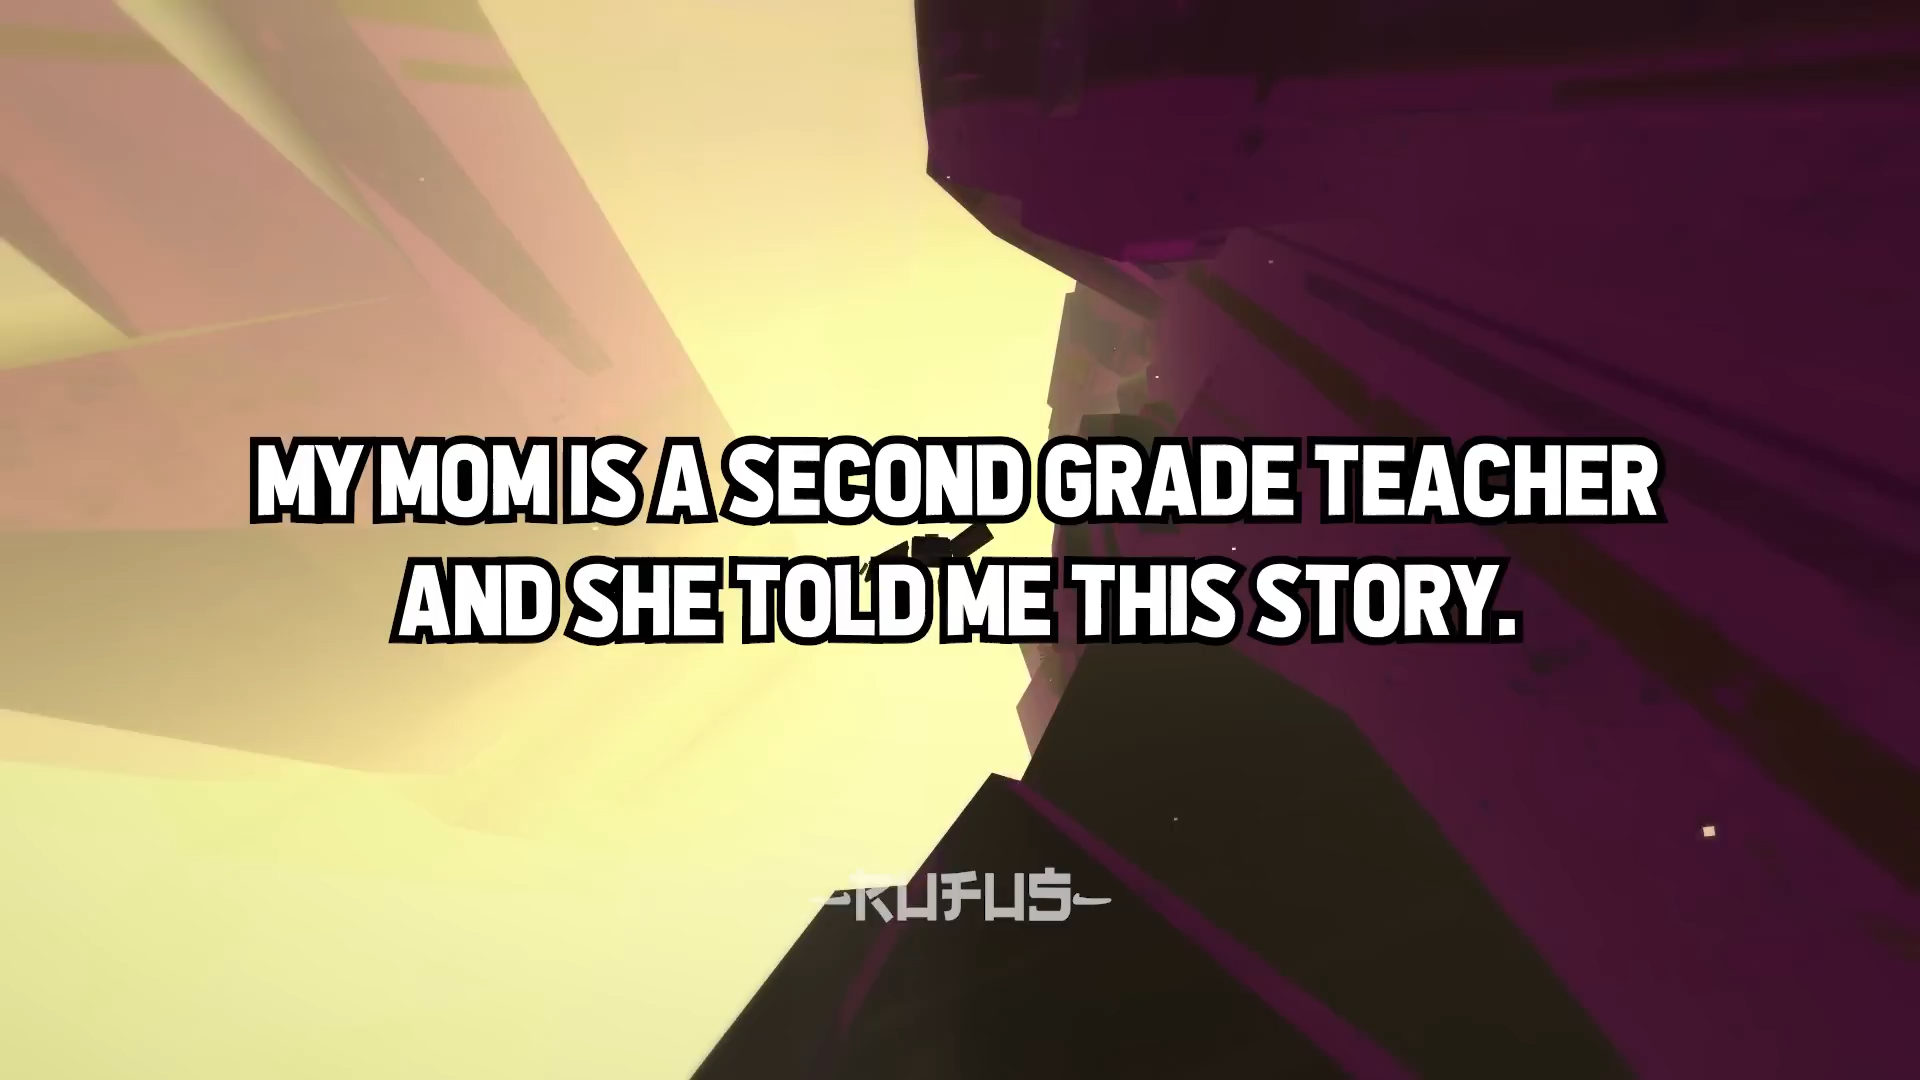 MY MOM IS A SECOND GRADE TEACHER
AND SHE TOLD ME THIS STORY.
-RUFUS-